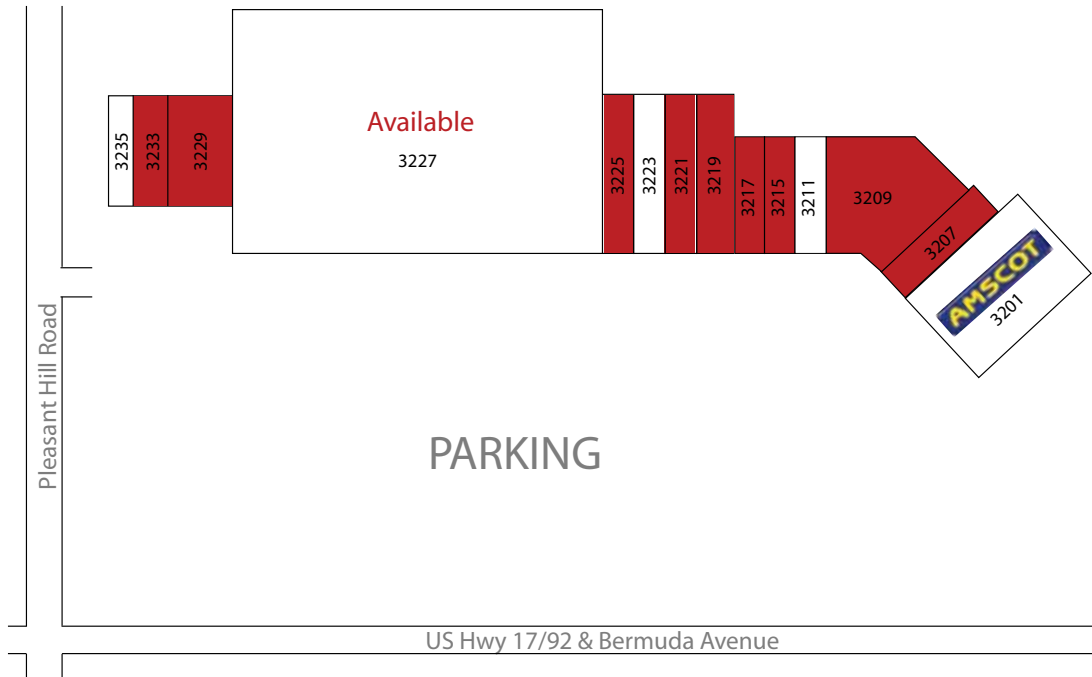 Available
3227
3235
3233
3229
3225
3223
3221
3219
3217
3215
3211
3209
3207
AMSCOT
3201
Pleasant Hill Road
PARKING
US Hwy 17/92 & Bermuda Avenue